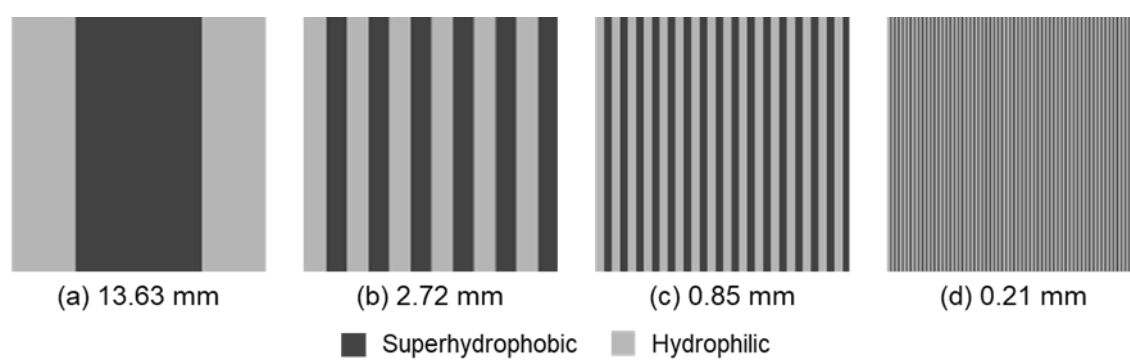 (a) 13.63 mm
(b) 2.72 mm
(c) 0.85 mm
(d) 0.21 mm
Superhydrophobic
Hydrophilic